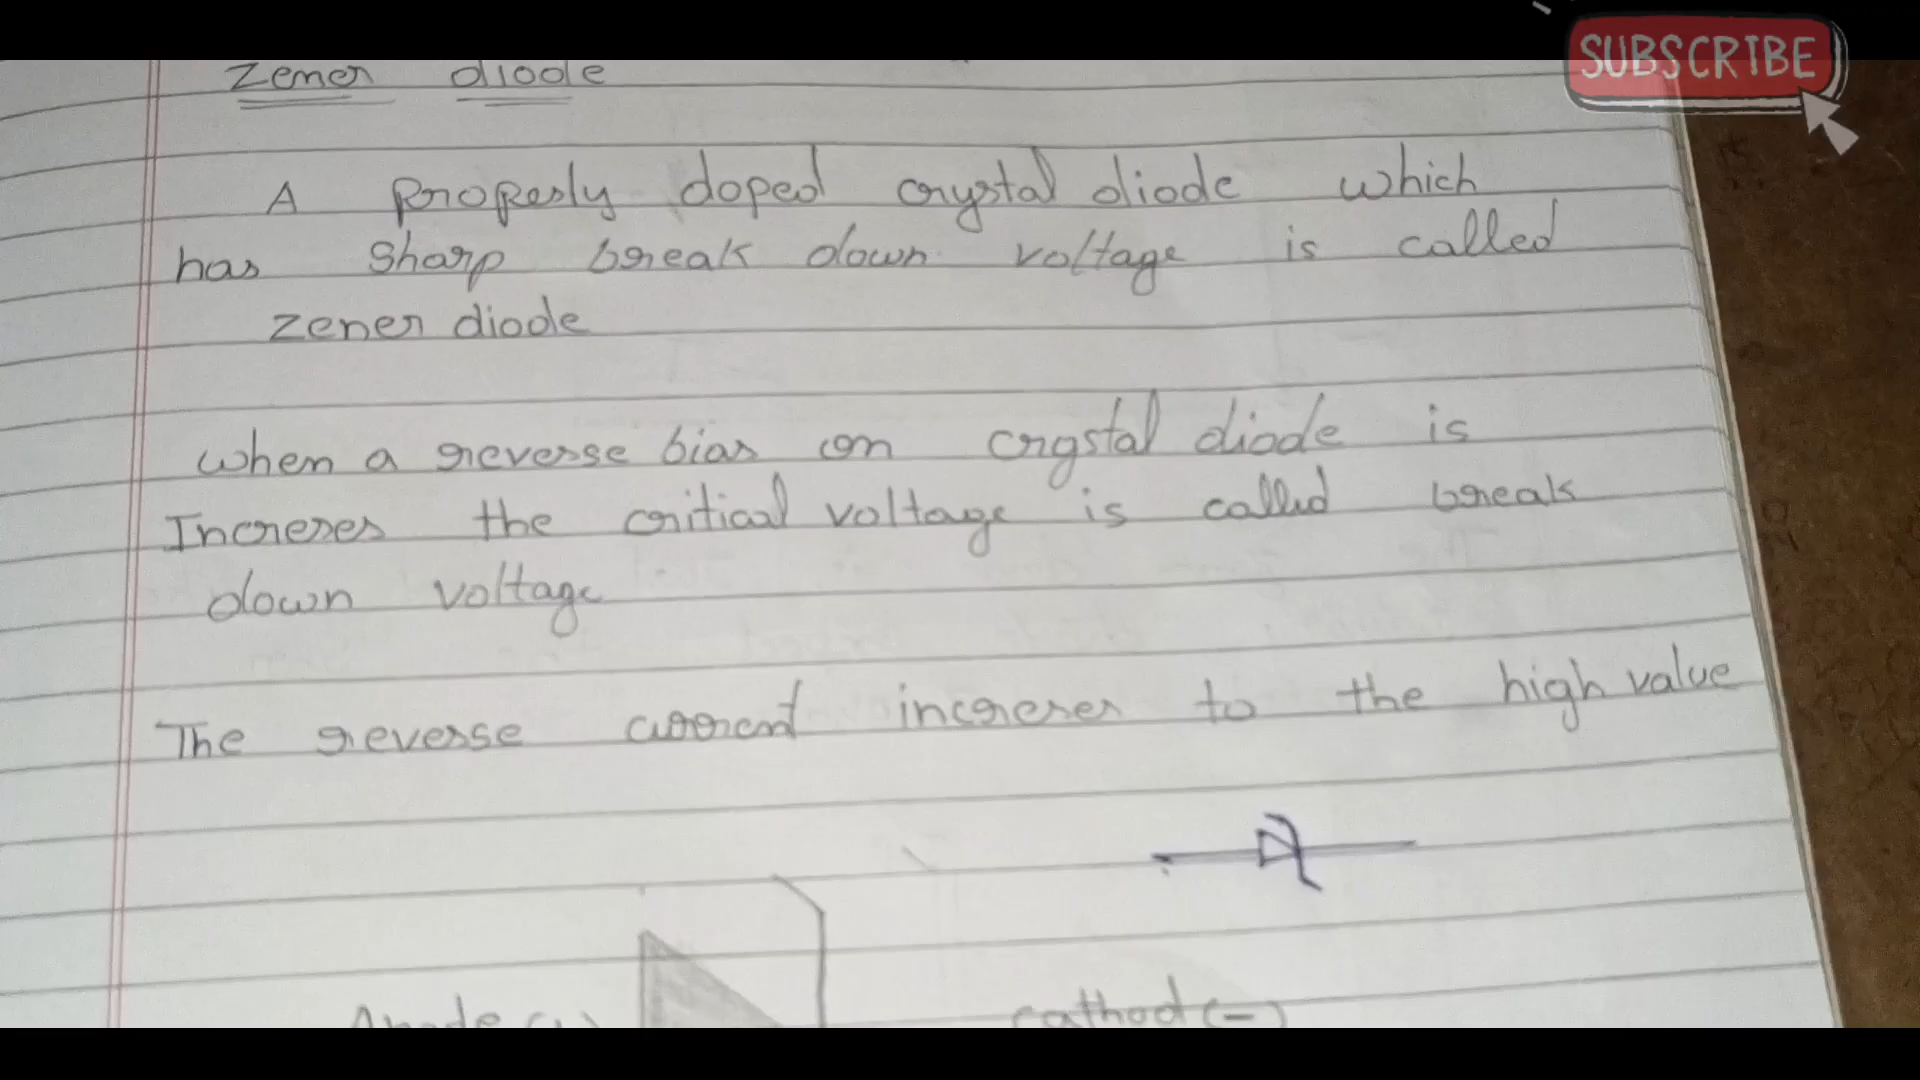 SUBSCRIBE
Zener diode
A properly doped crystal diode which
has sharp break down voltage is called
zener diode
when a reverse bias on crystal diode is
Increses the critical voltage is called break
down voltage
The reverse current increses to the high value
cathod (-)